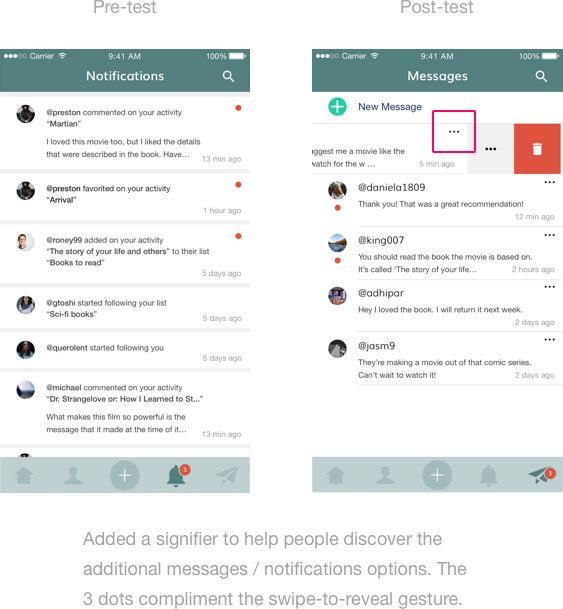 Pre-test
Post-test
Carrier 9:41 AM 100%
Notifications
@preston commented on your activity
“Martian”
I loved this movie too, but I liked the details
that were described in the book. Have…
13 min ago
@preston favorited on your activity
“Arrival”
1 hour ago
@roney99 added on your activity
“The story of your life and others” to their list
“Books to read”
5 days ago
@gtoshi started following your list
“Sci-fi books”
5 days ago
@querolent started following you
5 days ago
@michael commented on your activity
“Dr. Strangelove or: How I Learned to St...”
What makes this film so powerful is the
message that it made at the time of it…
13 min ago
3
Carrier 9:41 AM 100%
Messages
New Message
uggest me a movie like the
watch for the w …
5 min ago
@daniela1809
Thank you! That was a great recommendation!
12 min ago
@king007
You should read the book the movie is based on.
It’s called ‘The story of your life…
2 hours ago
@adhipar
Hey I loved the book. I will return it next week.
2 days ago
@jasm9
They’re making a movie out of that comic series.
Can’t wait to watch it!
2 days ago
3
Added a signifier to help people discover the
additional messages / notifications options. The
3 dots compliment the swipe-to-reveal gesture.